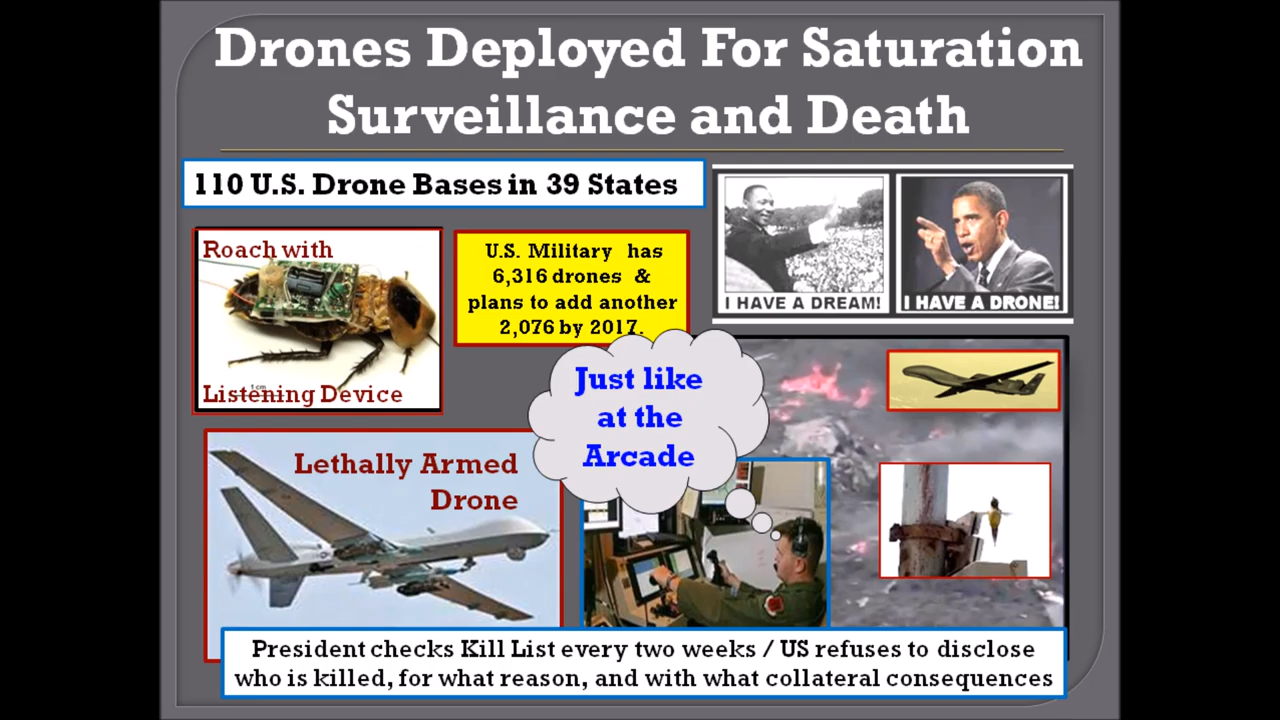 Drones Deployed For Saturation
Surveillance and Death
110 U.S. Drone Bases in 39 States
I HAVE A DREAM!
I HAVE A DRONE!
Roach with
1 cm
Listening Device
U.S. Military has
6,316 drones &
plans to add another
2,076 by 2017.
Just like
at the
Arcade
Lethally Armed
Drone
President checks Kill List every two weeks / US refuses to disclose
who is killed, for what reason, and with what collateral consequences